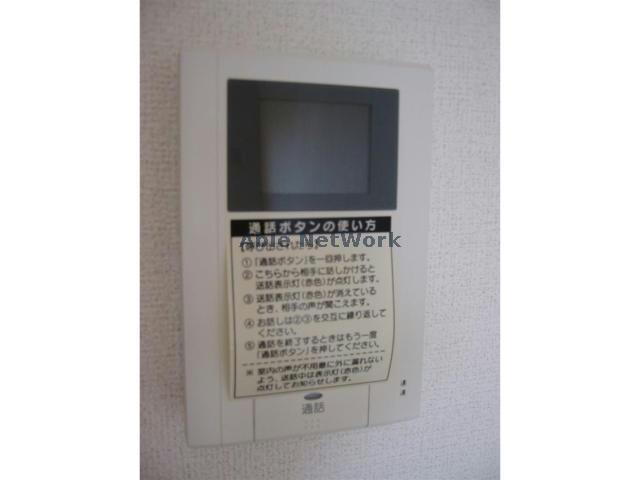 通話ボタンの使い方
Able NetWork
①「通話ボタン」を一回押します。
② こちらから相手に話しかけると
送話表示灯(赤色)が点灯します。
③ 送話表示灯(赤色)が消えている
とき、相手の声が聞こえます。
④ お話しは②③を交互に繰り返して
ください。
⑤ 通話を終了するときはもう一度
「通話ボタン」を押してください。
※ 室内の声が不用意に外に漏れない
よう、送話中は表示灯(赤色)が
点灯してお知らせします。
通話